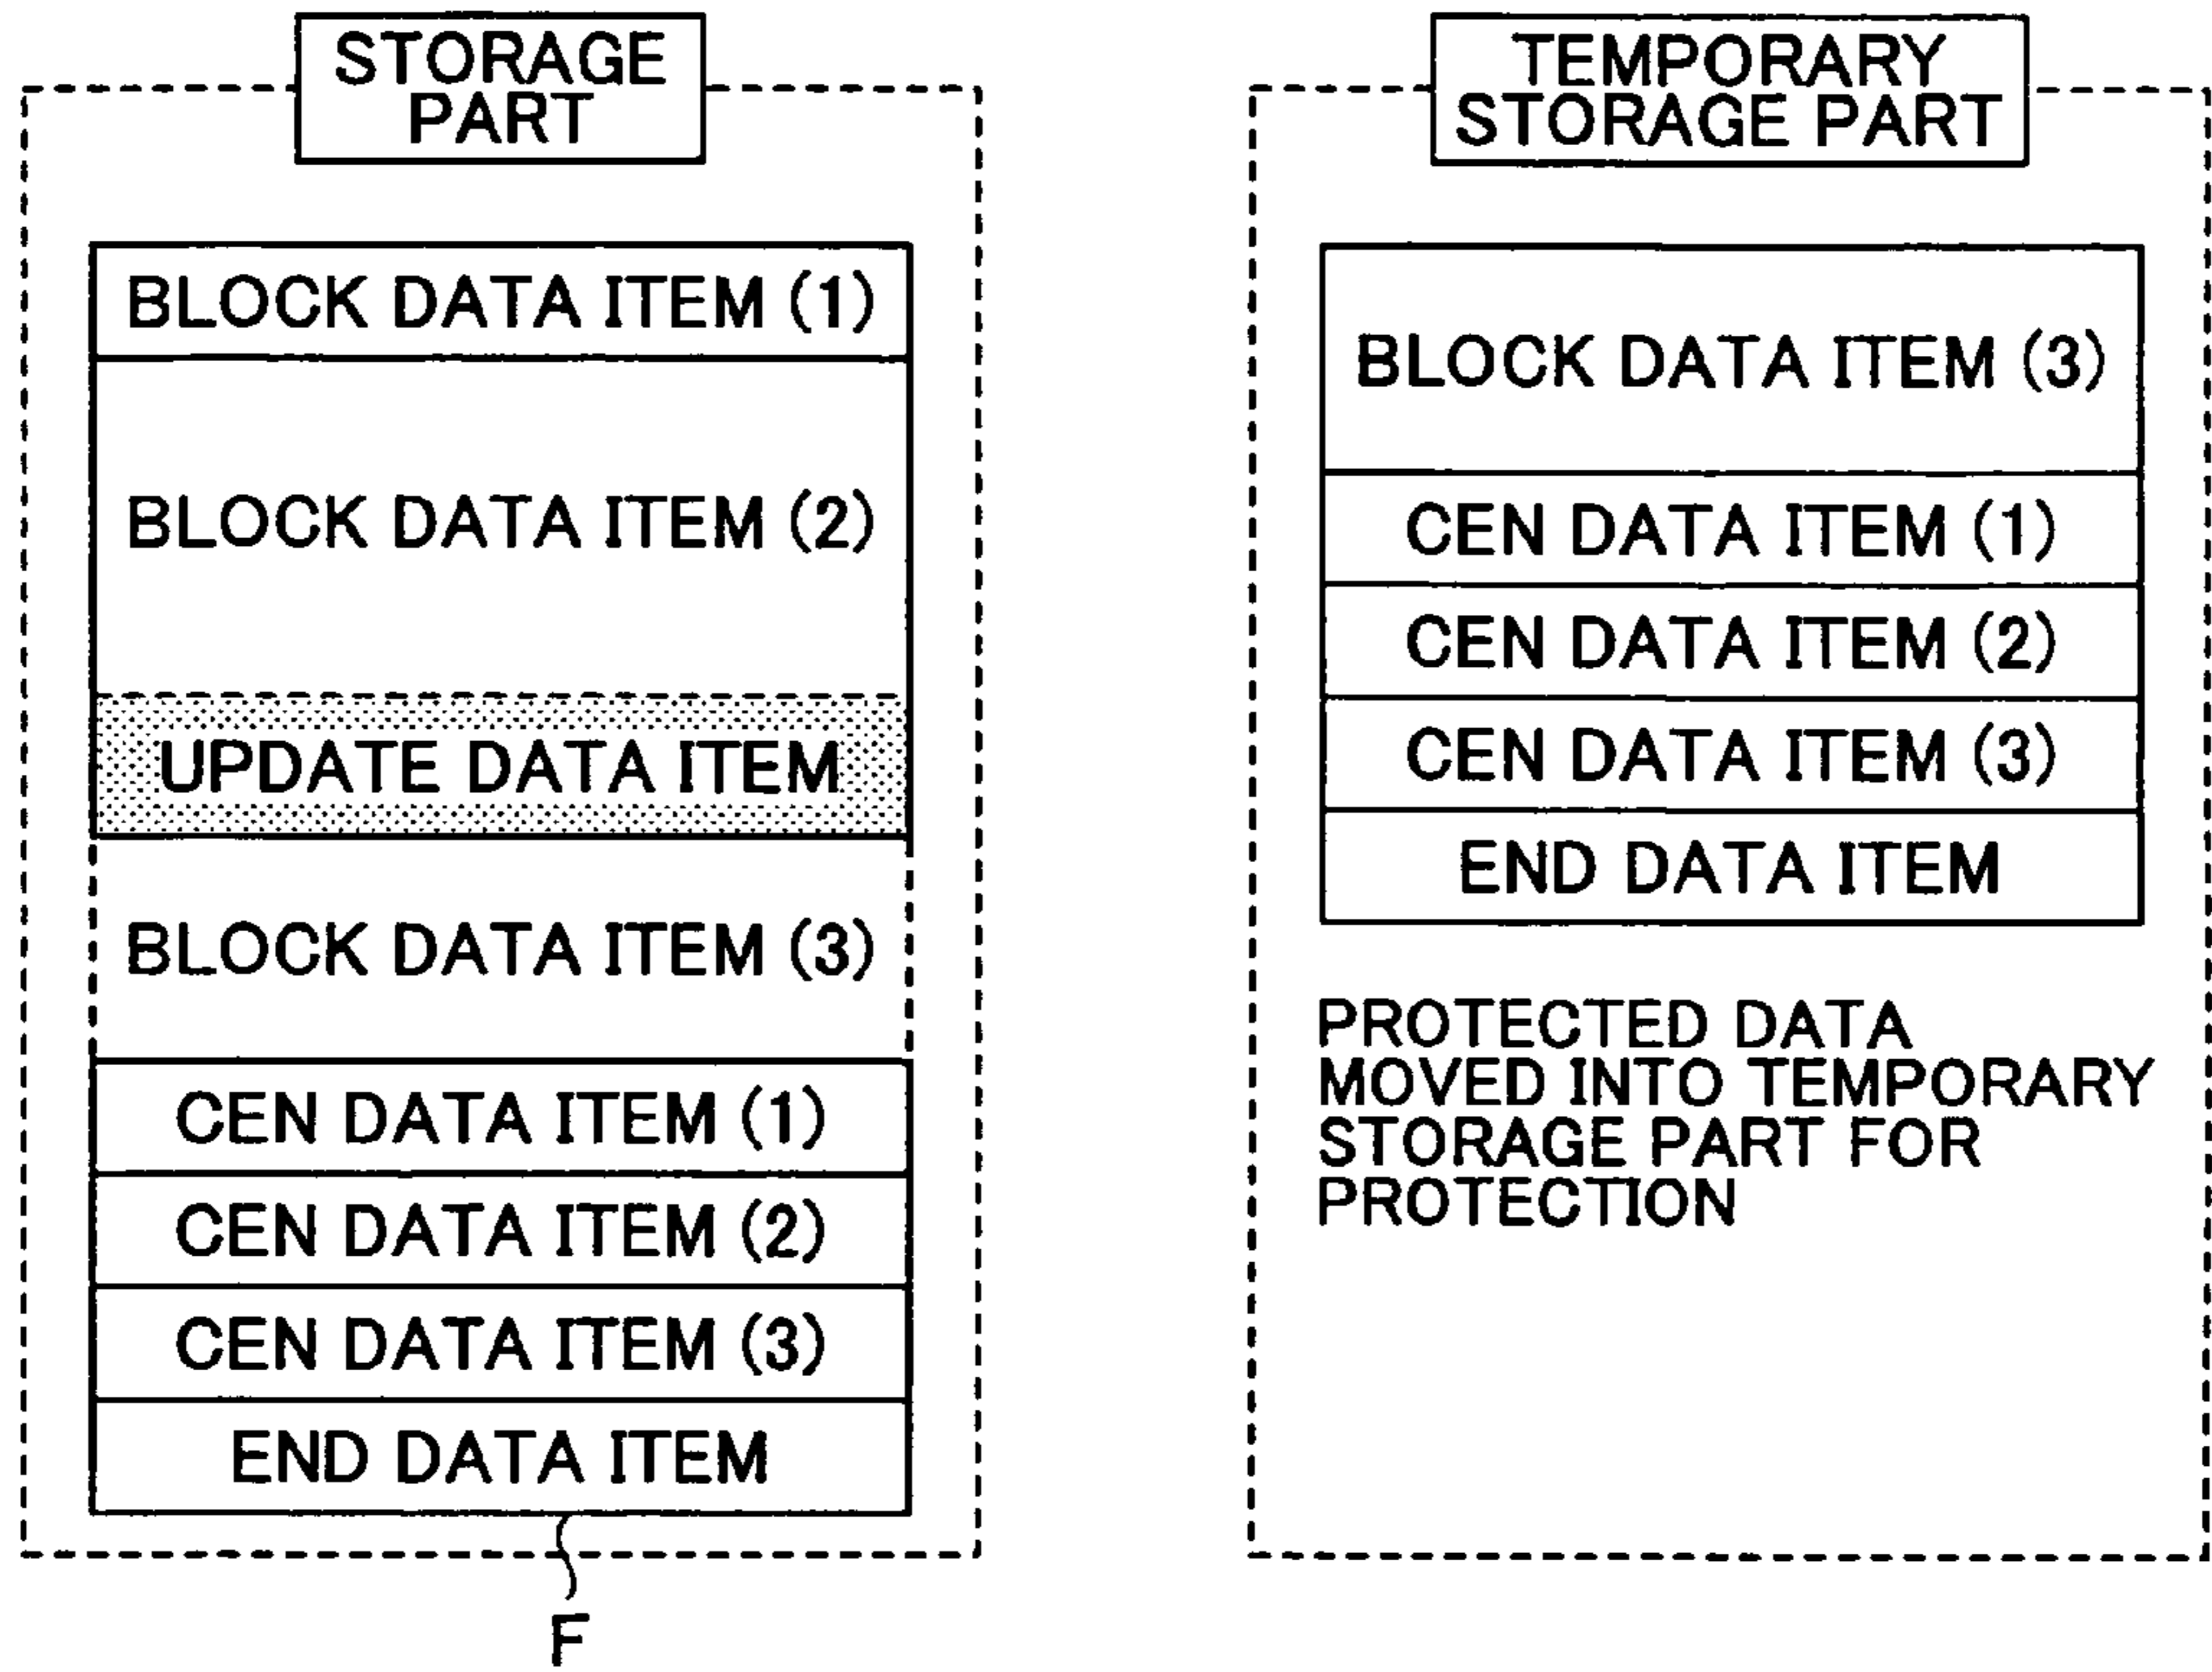 STORAGE
PART
BLOCK DATA ITEM (1)
BLOCK DATA ITEM (2)
UPDATE DATA ITEM
BLOCK DATA ITEM (3)
CEN DATA ITEM (1)
CEN DATA ITEM (2)
CEN DATA ITEM (3)
END DATA ITEM
F
TEMPORARY
STORAGE PART
BLOCK DATA ITEM (3)
CEN DATA ITEM (1)
CEN DATA ITEM (2)
CEN DATA ITEM (3)
END DATA ITEM
PROTECTED DATA
MOVED INTO TEMPORARY
STORAGE PART FOR
PROTECTION